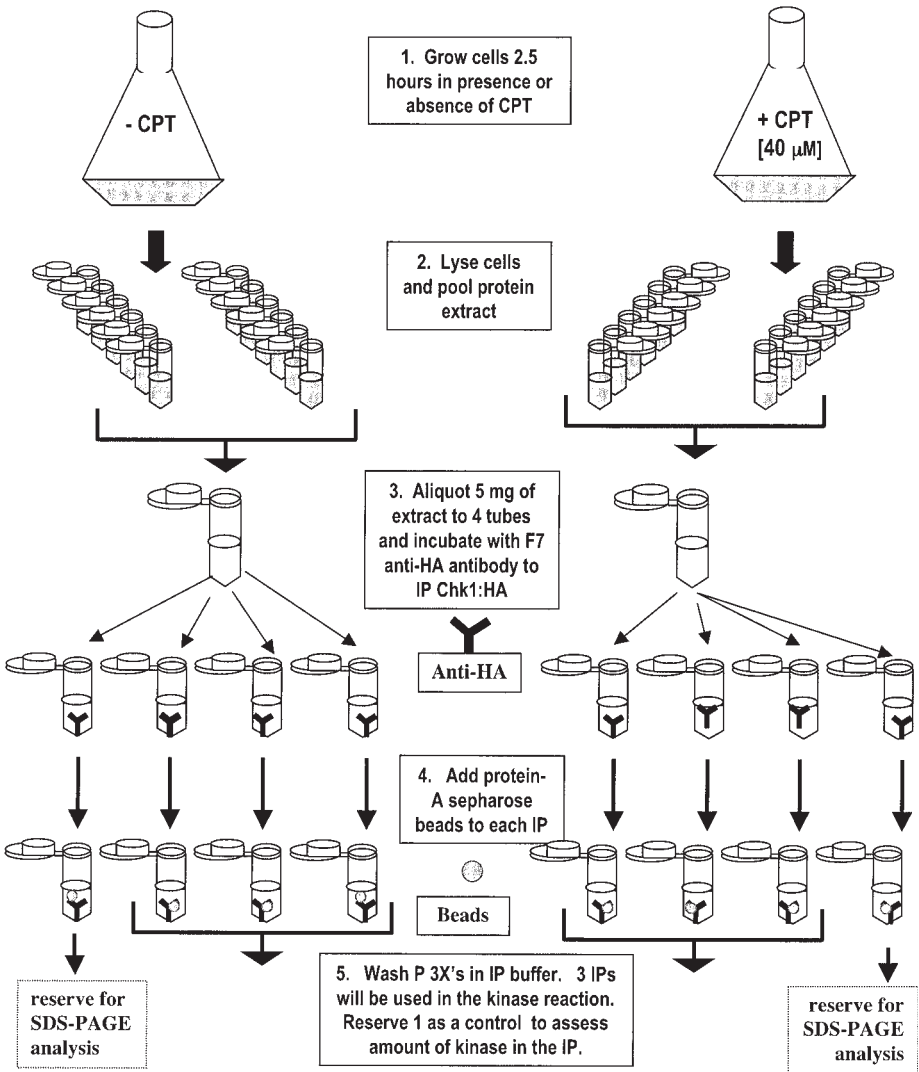 1. Grow cells 2.5
hours in presence or
absence of CPT
- CPT
+ CPT
[40 μM]
2. Lyse cells
and pool protein
extract
3. Aliquot 5 mg of
extract to 4 tubes
and incubate with F7
anti-HA antibody to
IP Chk1:HA
Anti-HA
4. Add protein-
A sepharose
beads to each IP
Beads
5. Wash P 3X's in IP buffer. 3 IPs
will be used in the kinase reaction.
Reserve 1 as a control to assess
amount of kinase in the IP.
reserve for
SDS-PAGE
analysis
reserve for
SDS-PAGE
analysis